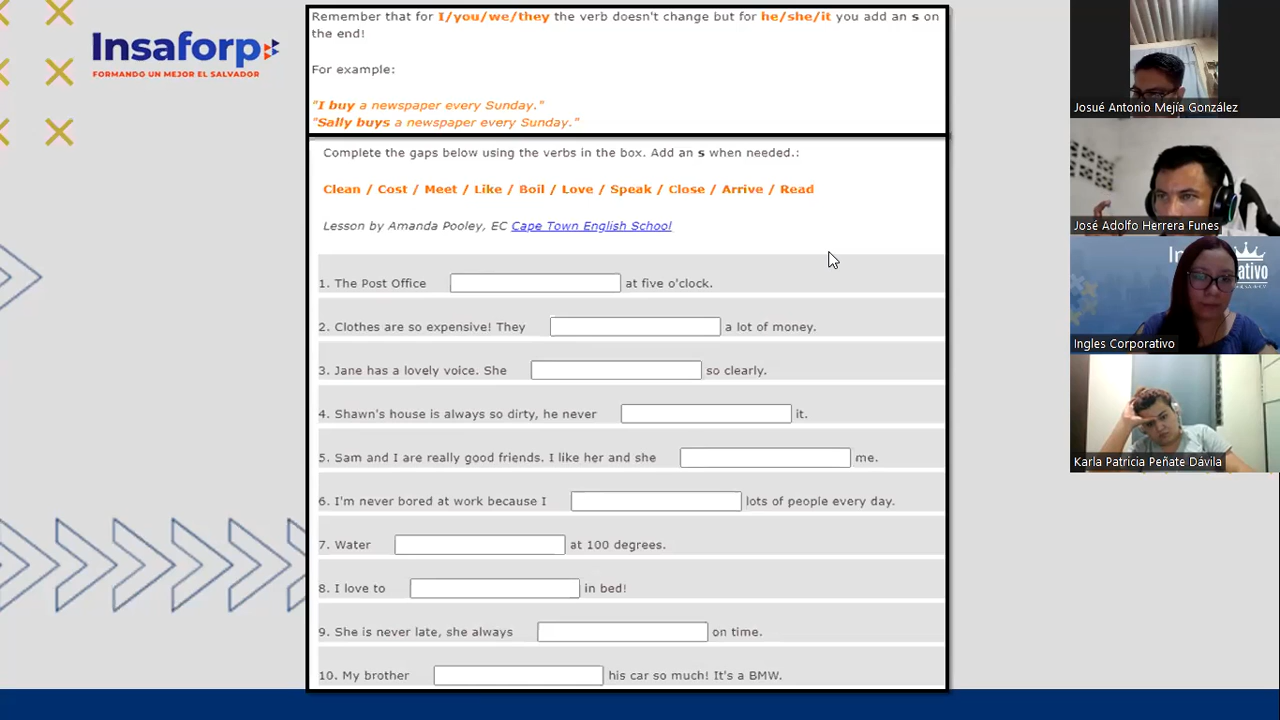 Remember that for I/you/we/they the verb doesn't change but for he/she/it you add an s on
the end!
For example:
"I buy a newspaper every Sunday."
"Sally buys a newspaper every Sunday."
Insaforp
FORMANDO UN MEJOR EL SALVADOR
Complete the gaps below using the verbs in the box. Add an s when needed.:
Clean / Cost / Meet / Like / Boil / Love / Speak / Close / Arrive / Read
Lesson by Amanda Pooley, EC Cape Town English School
1. The Post Office at five o'clock.
2. Clothes are so expensive! They a lot of money.
3. Jane has a lovely voice. She so clearly.
4. Shawn's house is always so dirty, he never it.
5. Sam and I are really good friends. I like her and she me.
6. I'm never bored at work because I lots of people every day.
7. Water at 100 degrees.
8. I love to in bed!
9. She is never late, she always on time.
10. My brother his car so much! It's a BMW.
Josué Antonio Mejía González
José Adolfo Herrera Funes
Ingles Corporativo
Karla Patricia Peñate Dávila